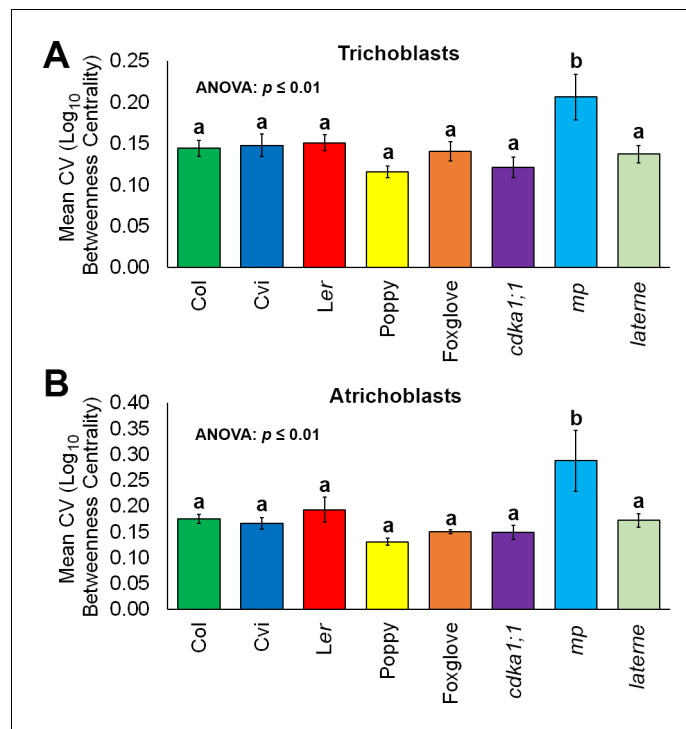 A
Trichoblasts
ANOVA: p ≤ 0.01
Mean CV (Log10
Betweenness Centrality)
0.25
0.20
0.15
0.10
0.05
0.00
a
a
a
a
a
a
b
a
Col
Cvi
Ler
Poppy
Foxglove
cdka1;1
mp
laterne
B
Atrichoblasts
ANOVA: p ≤ 0.01
Mean CV (Log10
Betweenness Centrality)
0.40
0.35
0.30
0.25
0.20
0.15
0.10
0.05
0.00
a
a
a
a
a
a
b
a
Col
Cvi
Ler
Poppy
Foxglove
cdka1;1
mp
laterne